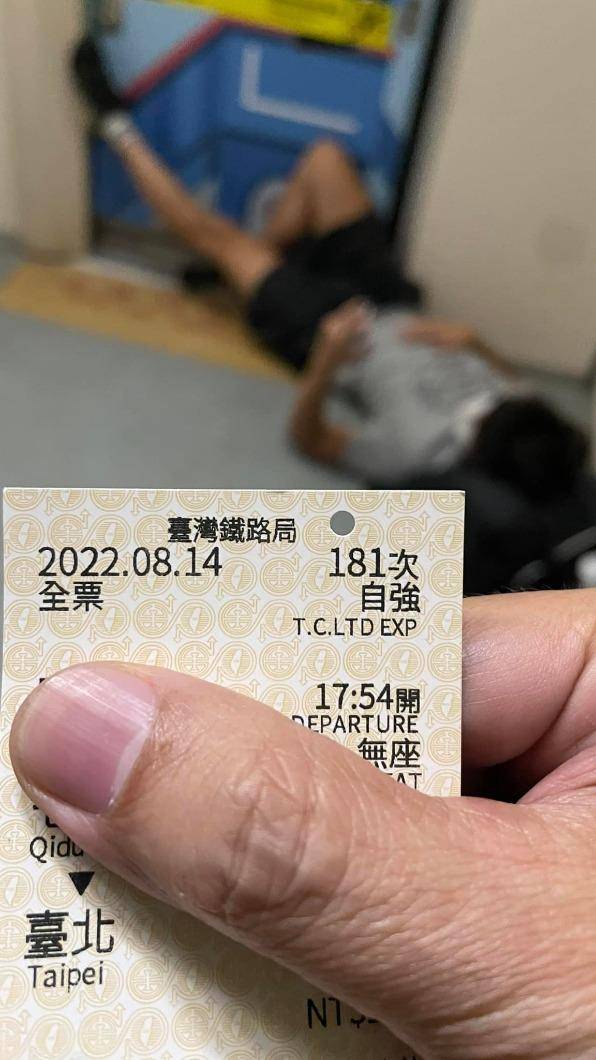 臺灣鐵路局
2022.08.14 181次
全票 自強
T.C.LTD EXP
17:54開
DEPARTURE
無座
臺北
Taipei